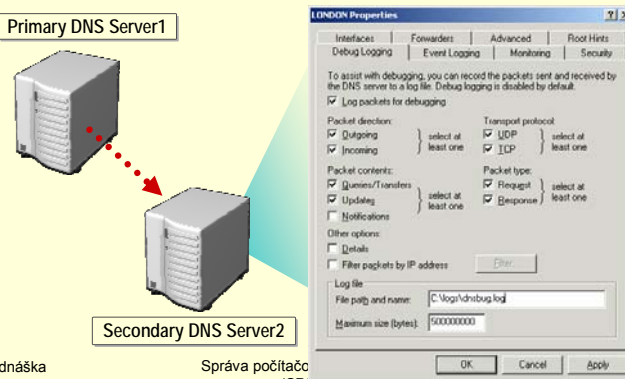 Primary DNS Server1
Secondary DNS Server2
LONDON Properties
Interfaces Forwarders Advanced Root Hints
Debug Logging Event Logging Monitoring Security
To assist with debugging, you can record the packets sent and received by
the DNS server to a log file. Debug logging is disabled by default.
Log packets for debugging
Packet direction: Transport protocol:
Outgoing select at UDP select at
Incoming least one TCP least one
Packet contents: Packet type:
Queries/Transfers select at Request select at
Updates least one Response least one
Notifications
Other options:
Details
Filter packets by IP address Filter...
Log file
File path and name: C:\logs\dnsbug.log
Maximum size (bytes): 500000000
OK Cancel Apply
dnáška Správa počítačo